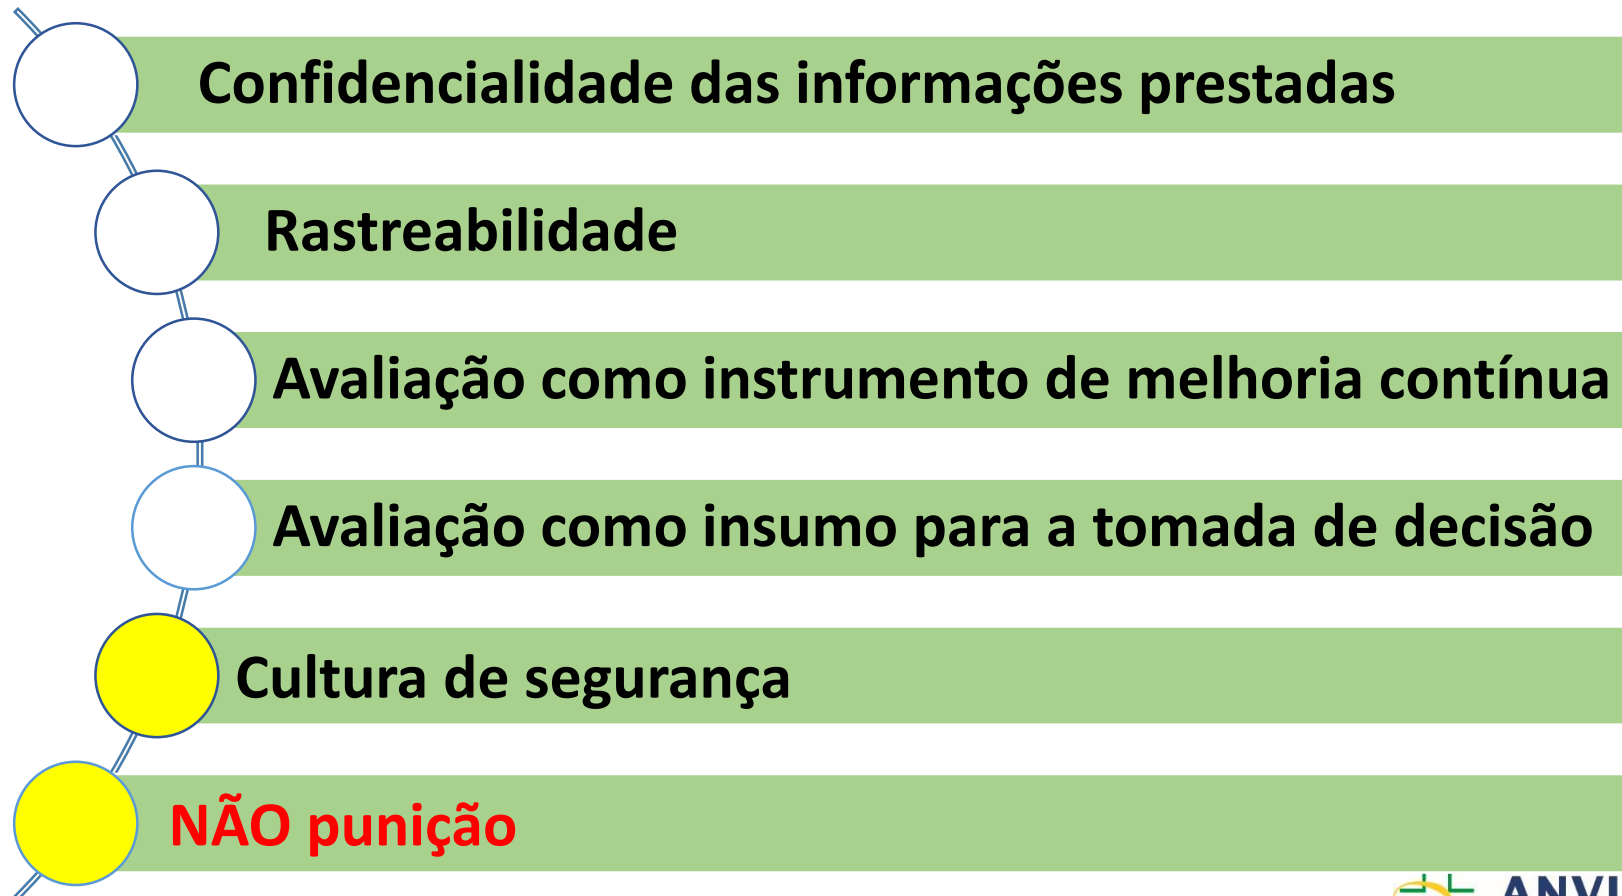 Confidencialidade das informações prestadas
Rastreabilidade
Avaliação como instrumento de melhoria contínua
Avaliação como insumo para a tomada de decisão
Cultura de segurança
NÃO punição